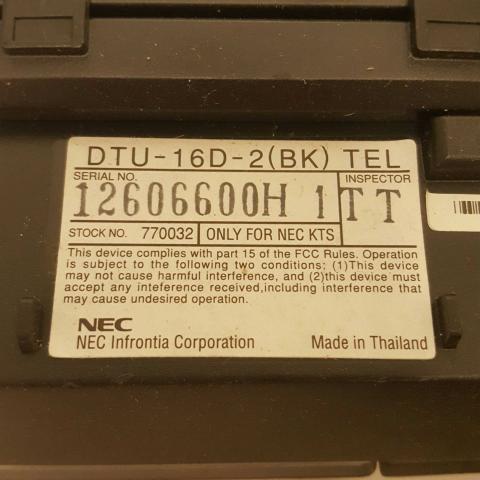 DTU-16D-2(BK) TEL
SERIAL NO. INSPECTOR
12606600H 1 TT
STOCK NO. 770032 ONLY FOR NEC KTS
This device complies with part 15 of the FCC Rules. Operation
is subject to the following two conditions; (1)This device
may not cause harmful interference, and (2)this device must
accept any inteference received,including interference that
may cause undesired operation.
NEC
NEC Infrontia Corporation Made in Thailand